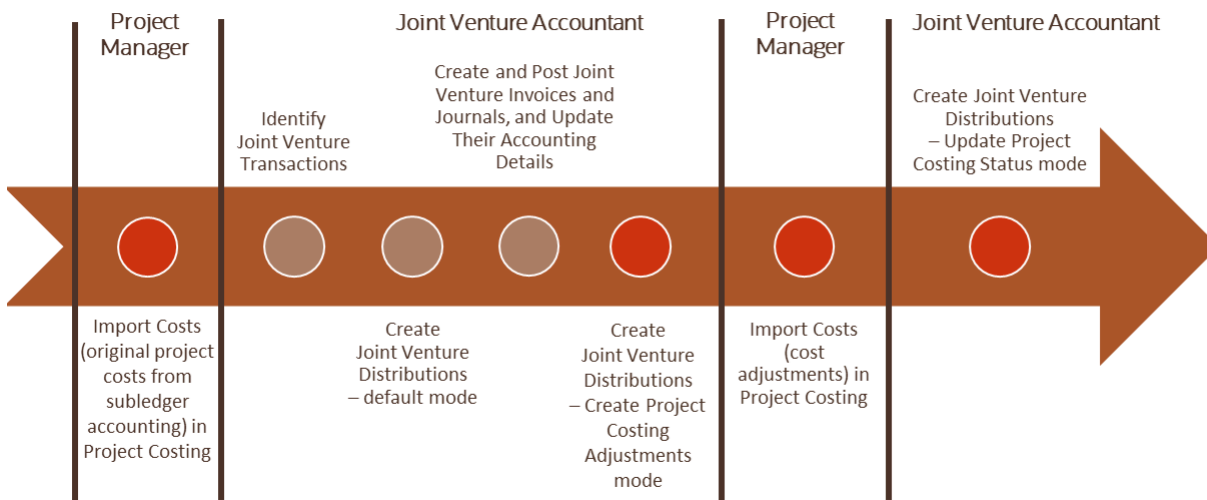 Project
Manager
Joint Venture Accountant
Project
Manager
Joint Venture Accountant
Identify
Joint Venture
Transactions
Create and Post Joint
Venture Invoices and
Journals, and Update
Their Accounting
Details
Create Joint Venture
Distributions
– Update Project
Costing Status mode
Import Costs
(original project
costs from
subledger
accounting) in
Project Costing
Create
Joint Venture
Distributions
– default mode
Create
Joint Venture
Distributions
– Create Project
Costing
Adjustments
mode
Import Costs
(cost
adjustments) in
Project Costing